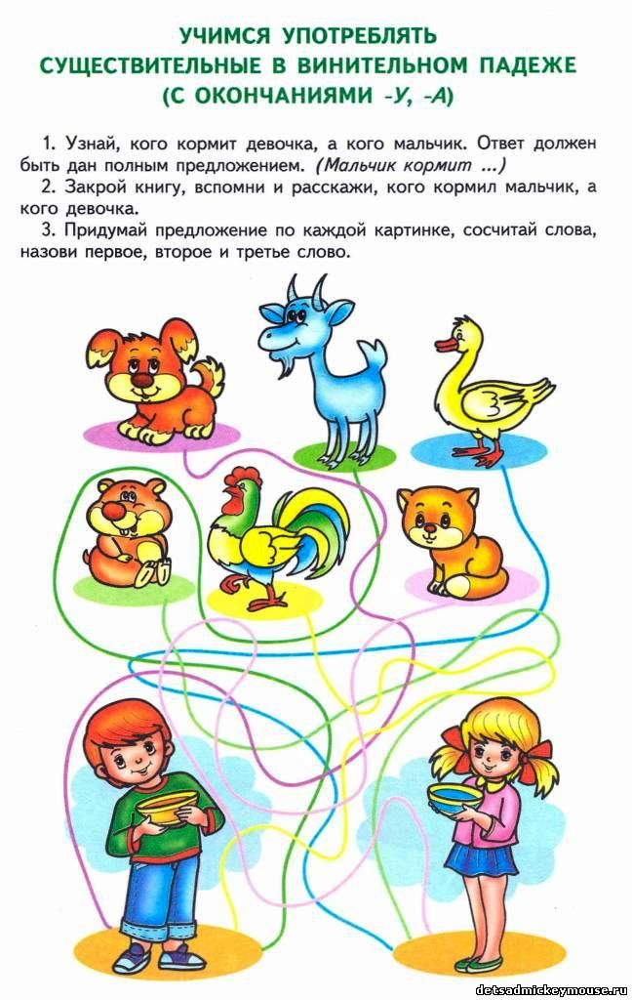 УЧИМСЯ УПОТРЕБЛЯТЬ
СУЩЕСТВИТЕЛЬНЫЕ В ВИНИТЕЛЬНОМ ПАДЕЖЕ
(С ОКОНЧАНИЯМИ -У, -А)
1. Узнай, кого кормит девочка, а кого мальчик. Ответ должен
быть дан полным предложением. (Мальчик кормит ...)
2. Закрой книгу, вспомни и расскажи, кого кормил мальчик, а
кого девочка.
3. Придумай предложение по каждой картинке, сосчитай слова,
назови первое, второе и третье слово.
detsadmickeymouse.ru